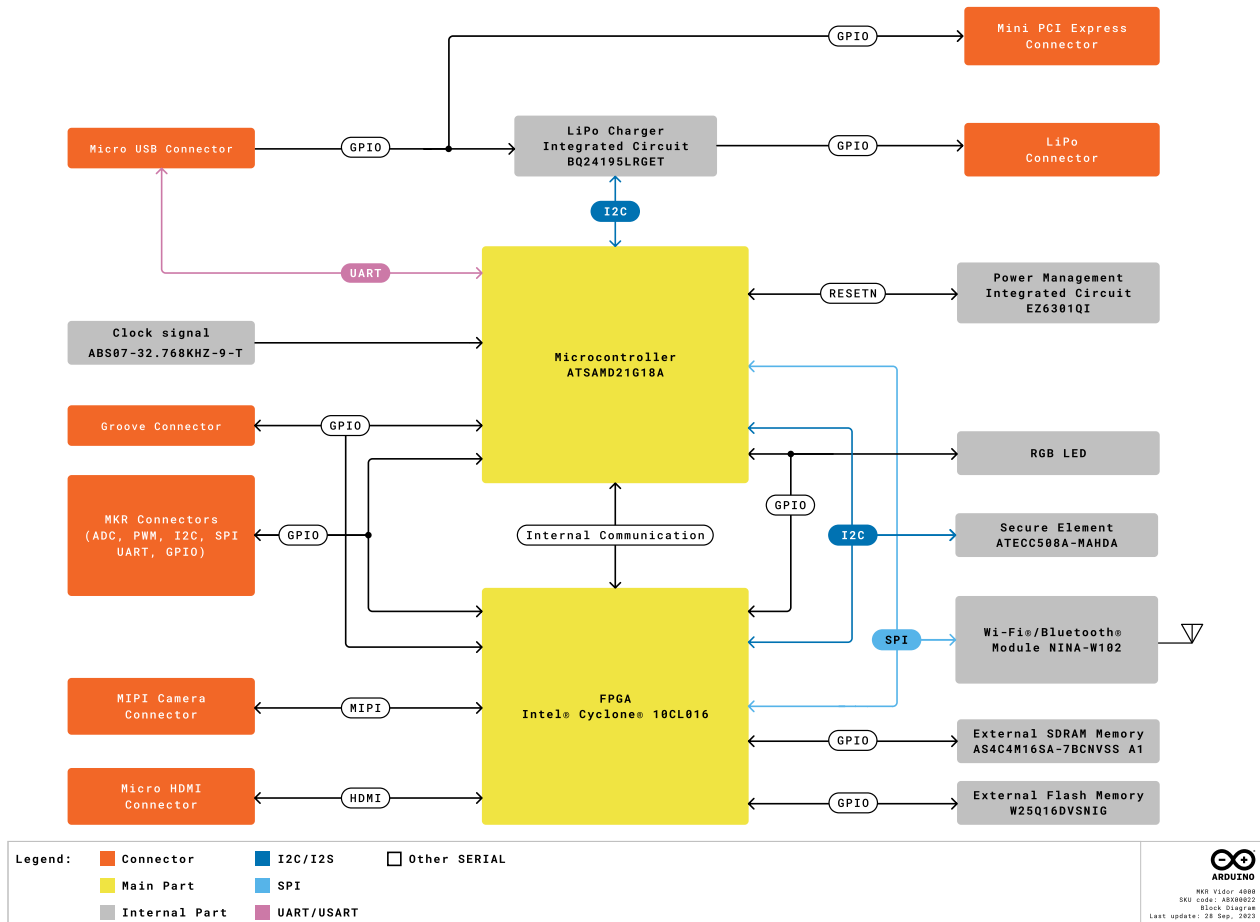 GPIO
Mini PCI Express
Connector
Micro USB Connector
GPIO
LiPo Charger
Integrated Circuit
BQ24195LRGET
GPIO
LiPo
Connector
I2C
UART
RESETN
Power Management
Integrated Circuit
EZ6301QI
Clock signal
ABS07-32.768KHZ-9-T
Microcontroller
ATSAMD21G18A
Groove Connector
GPIO
RGB LED
MKR Connectors
(ADC, PWM, I2C, SPI
UART, GPIO)
GPIO
GPIO
Internal Communication
I2C
Secure Element
ATECC508A-MAHDA
SPI
Wi-Fi®/Bluetooth®
Module NINA-W102
MIPI Camera
Connector
MIPI
FPGA
Intel® Cyclone® 10CL016
GPIO
External SDRAM Memory
AS4C4M16SA-7BCNVSS A1
Micro HDMI
Connector
HDMI
GPIO
External Flash Memory
W25Q16DVSNIG
Legend:
Connector
I2C/I2S
Other SERIAL
Main Part
SPI
Internal Part
UART/USART
ARDUINO
MKR Vidor 4000
SKU code: ABX00022
Block Diagram
Last update: 28 Sep, 2023